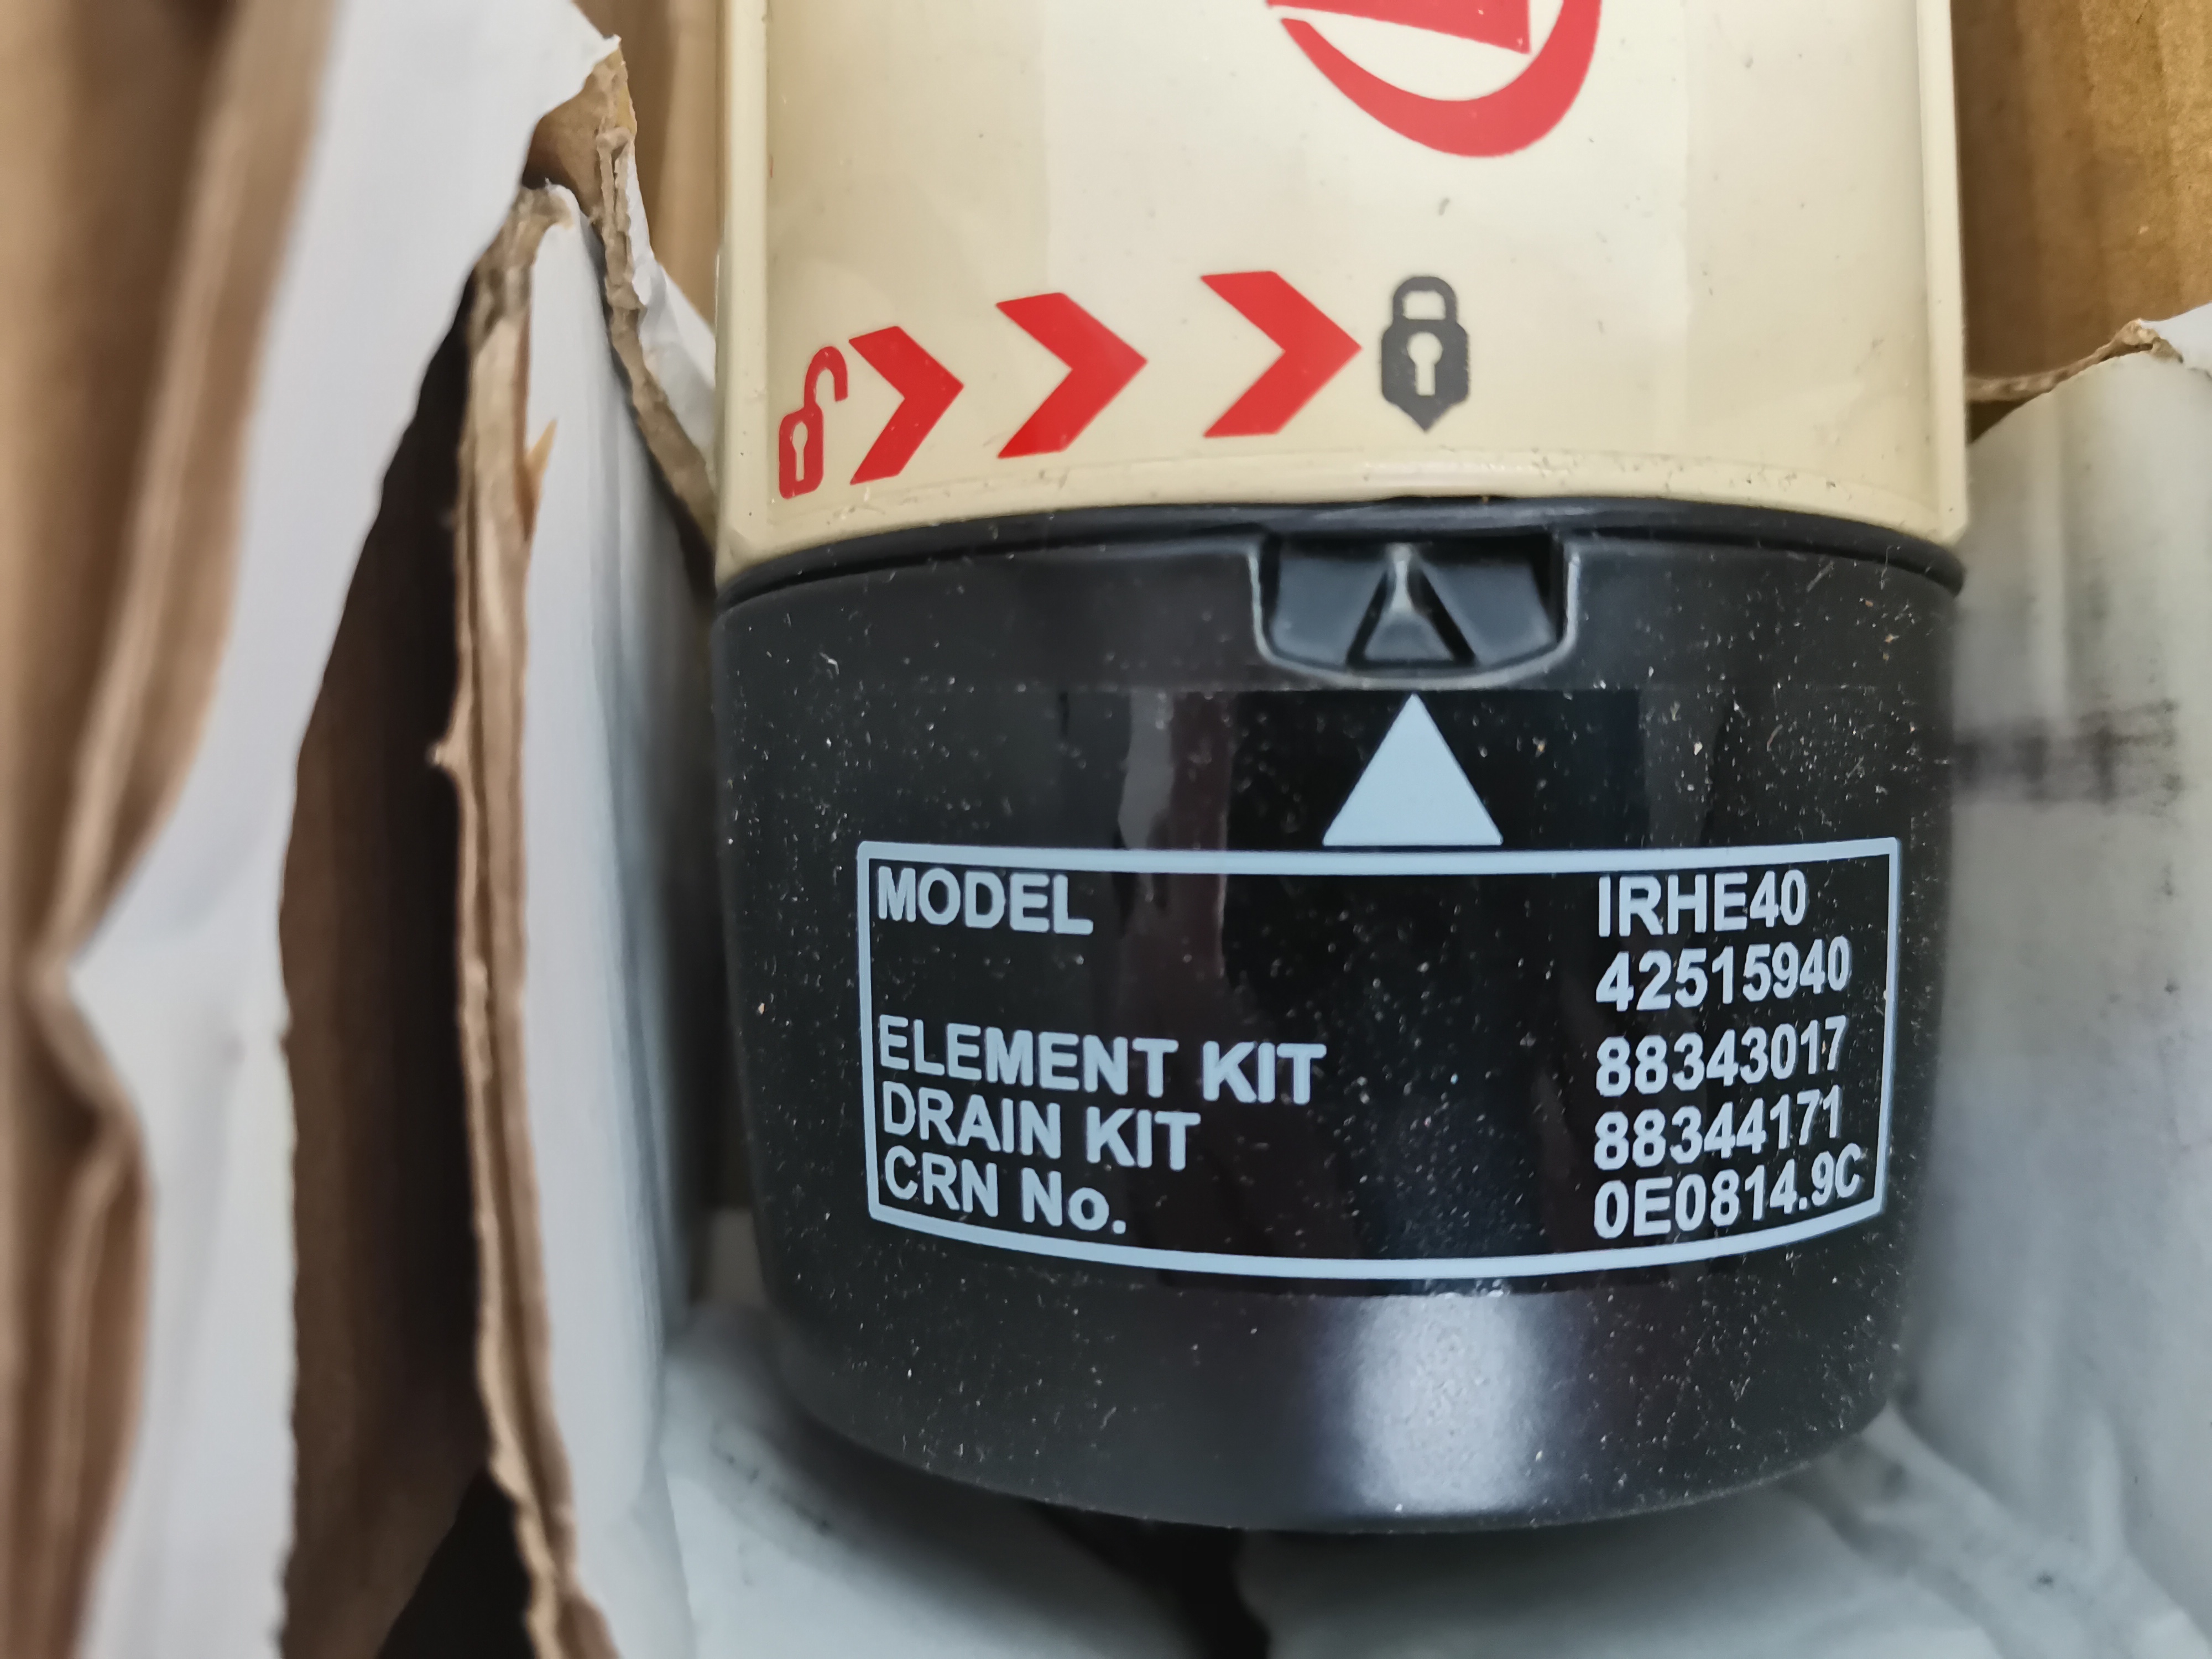 MODEL IRHE40
42515940
ELEMENT KIT 88343017
DRAIN KIT 88344171
CRN No. 0E0814.9C